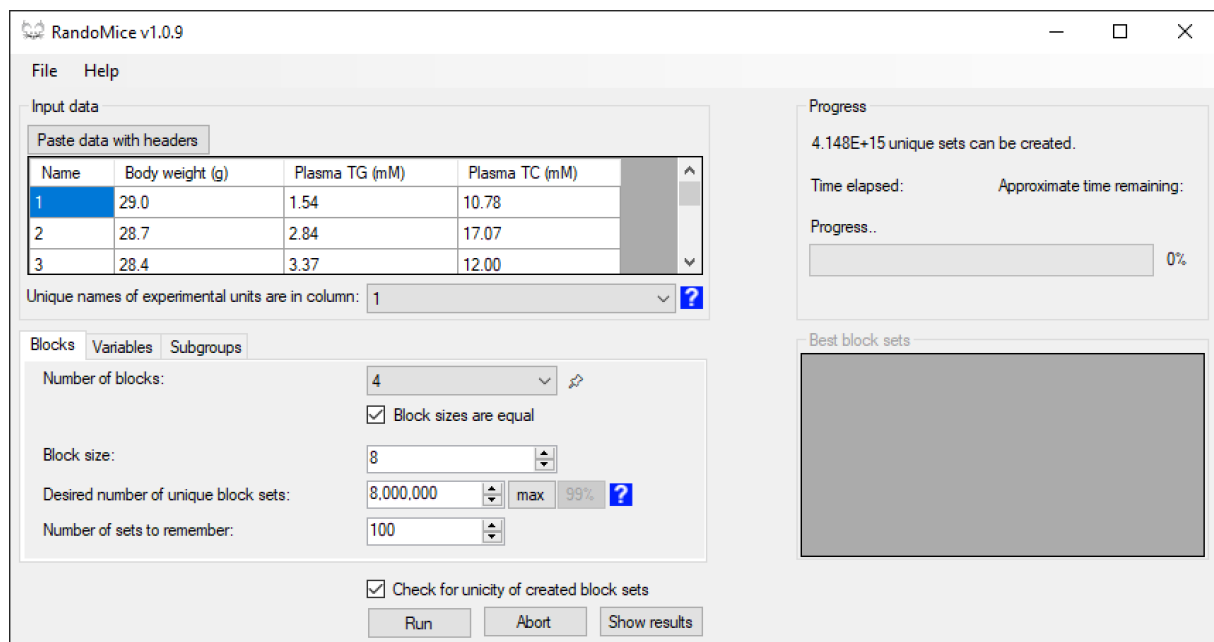 RandoMice v1.0.9
File Help
Input data
Paste data with headers
Name Body weight (g) Plasma TG (mM) Plasma TC (mM)
1 29.0 1.54 10.78
2 28.7 2.84 17.07
3 28.4 3.37 12.00
Unique names of experimental units are in column: 1 ?
Blocks Variables Subgroups
Number of blocks: 4
Block sizes are equal
Block size: 8
Desired number of unique block sets: 8,000,000 max 99% ?
Number of sets to remember: 100
Check for unicity of created block sets
Run Abort Show results
Progress
4.148E+15 unique sets can be created.
Time elapsed: Approximate time remaining:
Progress..
0%
Best block sets